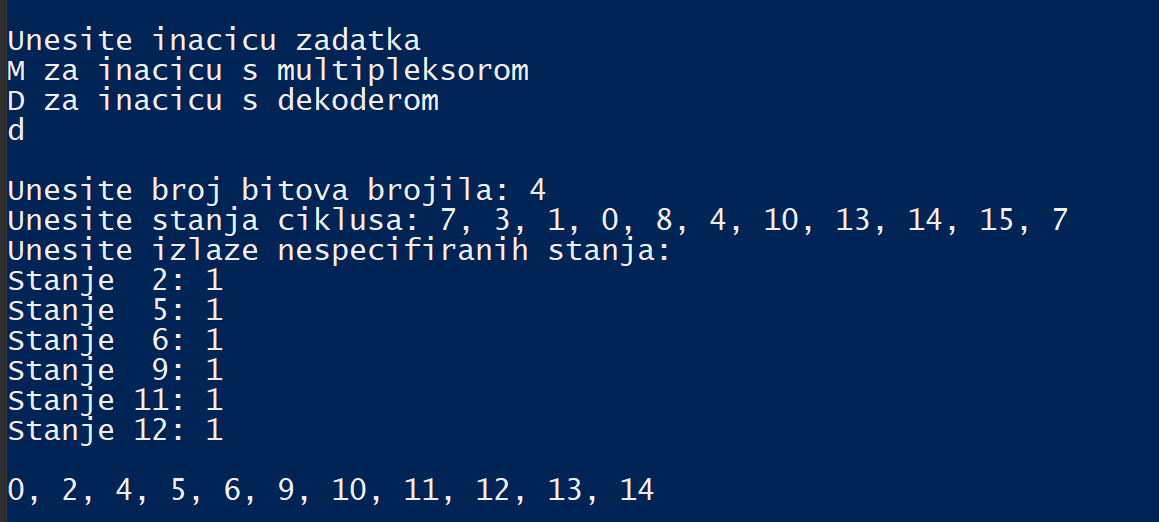 Unesite inacicu zadatka
M za inacicu s multipleksorom
D za inacicu s dekoderom
d
Unesite broj bitova brojila: 4
Unesite stanja ciklusa: 7, 3, 1, 0, 8, 4, 10, 13, 14, 15, 7
Unesite izlaze nespecifiranih stanja:
Stanje  2: 1
Stanje  5: 1
Stanje  6: 1
Stanje  9: 1
Stanje 11: 1
Stanje 12: 1
0, 2, 4, 5, 6, 9, 10, 11, 12, 13, 14